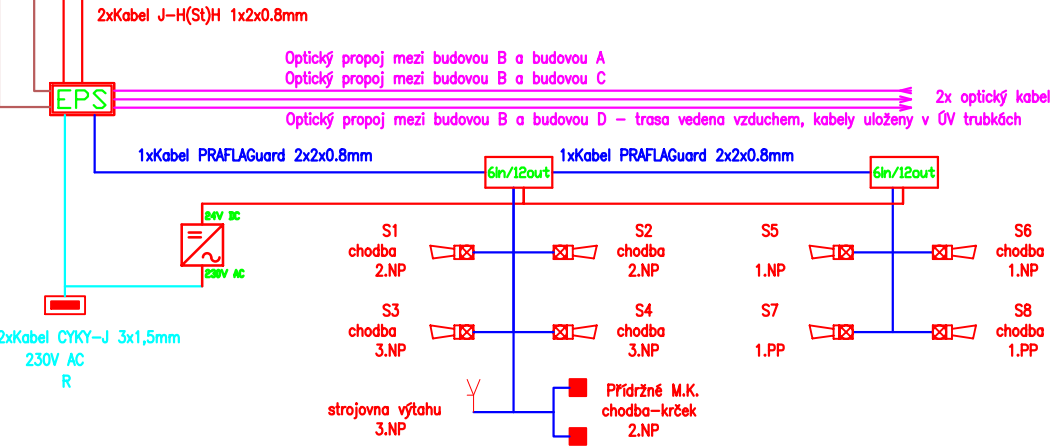 2xKabel J-H(St)H 1x2x0.8mm
Optický propoj mezi budovou B a budovou A
Optický propoj mezi budovou B a budovou C
EPS
2x optický kabel
Optický propoj mezi budovou B a budovou D - trasa vedena vzduchem, kabely uloženy v ÚV trubkách
1xKabel PRAFLAGuard 2x2x0.8mm
1xKabel PRAFLAGuard 2x2x0.8mm
6in/12out
6in/12out
24V DC
230V AC
S1
chodba
2.NP
S2
chodba
2.NP
S5
1.NP
S6
chodba
1.NP
S3
chodba
3.NP
S4
chodba
3.NP
S7
1.PP
S8
chodba
1.PP
2xKabel CYKY-J 3x1,5mm
230V AC
R
strojovna výtahu
3.NP
Přídržné M.K.
chodba-krček
2.NP